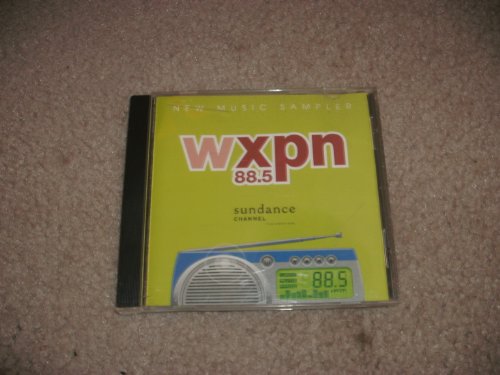 NEW MUSIC SAMPLER
wxpn
88.5
sundance
CHANNEL
88.5